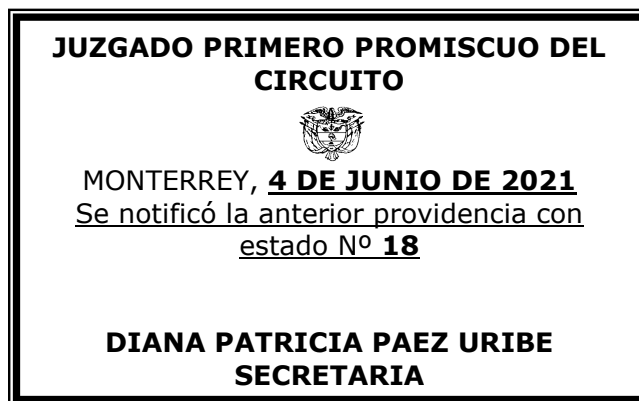 JUZGADO PRIMERO PROMISCUO DEL
CIRCUITO
MONTERREY, 4 DE JUNIO DE 2021
Se notificó la anterior providencia con
estado Nº 18
DIANA PATRICIA PAEZ URIBE
SECRETARIA